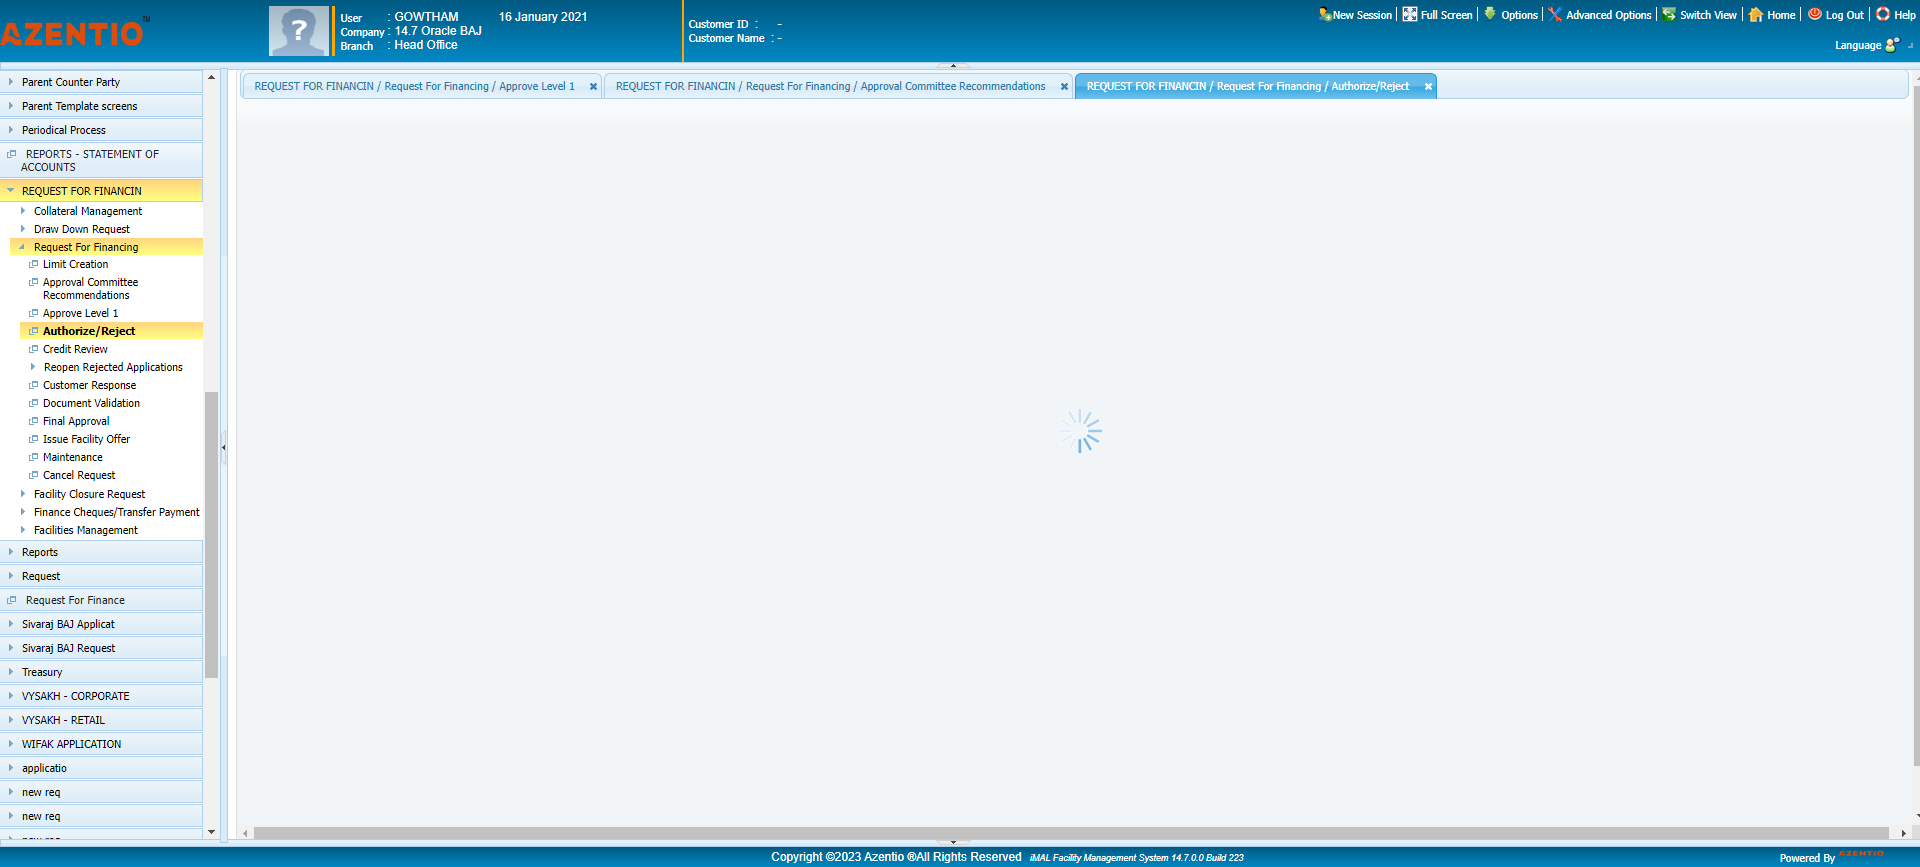 AZENTIO™
User : GOWTHAM 16 January 2021
Company : 14.7 Oracle BAJ
Branch : Head Office
Customer ID : -
Customer Name : -
New Session
Full Screen
Options
Advanced Options
Switch View
Home
Log Out
Help
Language
REQUEST FOR FINANCIN / Request For Financing / Approve Level 1
REQUEST FOR FINANCIN / Request For Financing / Approval Committee Recommendations
REQUEST FOR FINANCIN / Request For Financing / Authorize/Reject
Parent Counter Party
Parent Template screens
Periodical Process
REPORTS - STATEMENT OF
ACCOUNTS
REQUEST FOR FINANCIN
Collateral Management
Draw Down Request
Request For Financing
Limit Creation
Approval Committee
Recommendations
Approve Level 1
Authorize/Reject
Credit Review
Reopen Rejected Applications
Customer Response
Document Validation
Final Approval
Issue Facility Offer
Maintenance
Cancel Request
Facility Closure Request
Finance Cheques/Transfer Payment
Facilities Management
Reports
Request
Request For Finance
Sivaraj BAJ Applicat
Sivaraj BAJ Request
Treasury
VYSAKH - CORPORATE
VYSAKH - RETAIL
WIFAK APPLICATION
applicatio
new req
new req
Copyright ©2023 Azentio ®All Rights Reserved iMAL Facility Management System 14.7.0.0 Build 223
Powered By AZENTIO